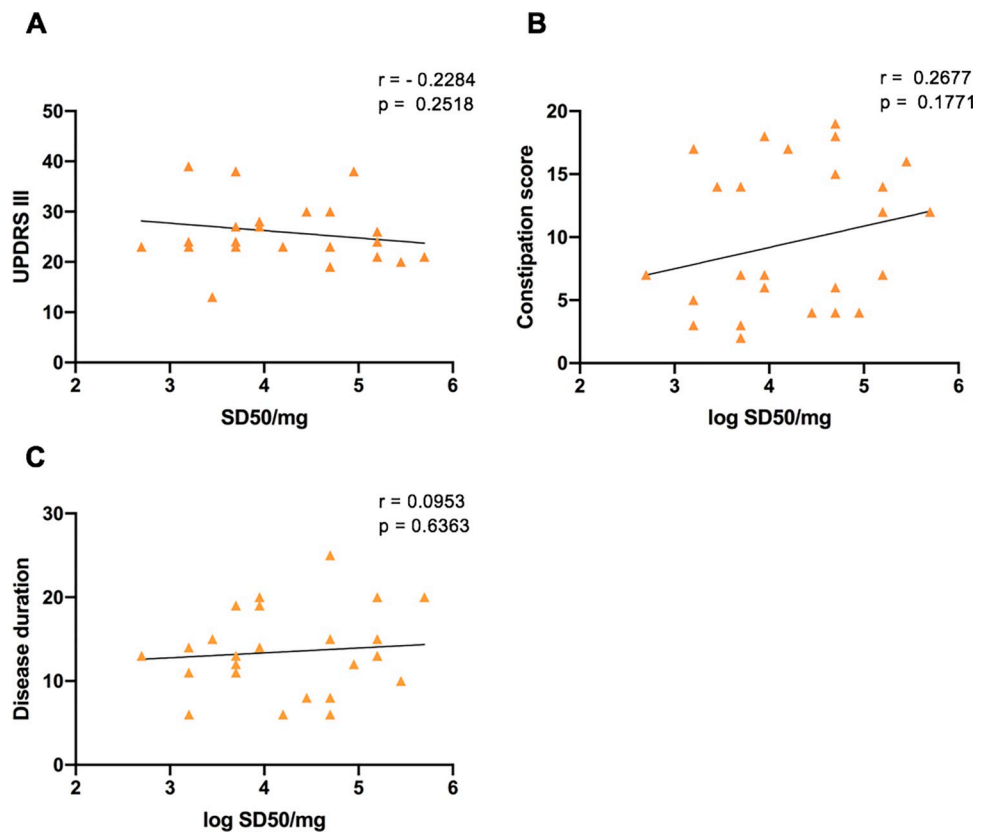 A
r = - 0.2284
p = 0.2518
50
40
30
20
10
0
UPDRS III
2 3 4 5 6
SD50/mg
B
r = 0.2677
p = 0.1771
20
15
10
5
0
Constipation score
2 3 4 5 6
log SD50/mg
C
r = 0.0953
p = 0.6363
30
20
10
0
Disease duration
2 3 4 5 6
log SD50/mg